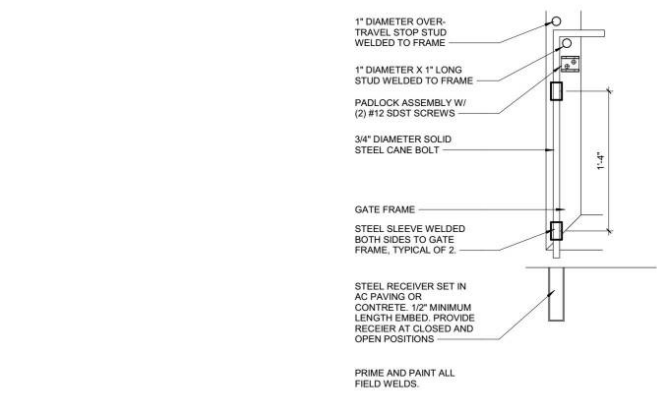 1" DIAMETER OVER-
TRAVEL STOP STUD
WELDED TO FRAME
1" DIAMETER X 1" LONG
STUD WELDED TO FRAME
PADLOCK ASSEMBLY W/
(2) #12 SDST SCREWS
3/4" DIAMETER SOLID
STEEL CANE BOLT
1'-4"
GATE FRAME
STEEL SLEEVE WELDED
BOTH SIDES TO GATE
FRAME, TYPICAL OF 2.
STEEL RECEIVER SET IN
AC PAVING OR
CONTRETE. 1/2" MINIMUM
LENGTH EMBED. PROVIDE
RECEIER AT CLOSED AND
OPEN POSITIONS
PRIME AND PAINT ALL
FIELD WELDS.